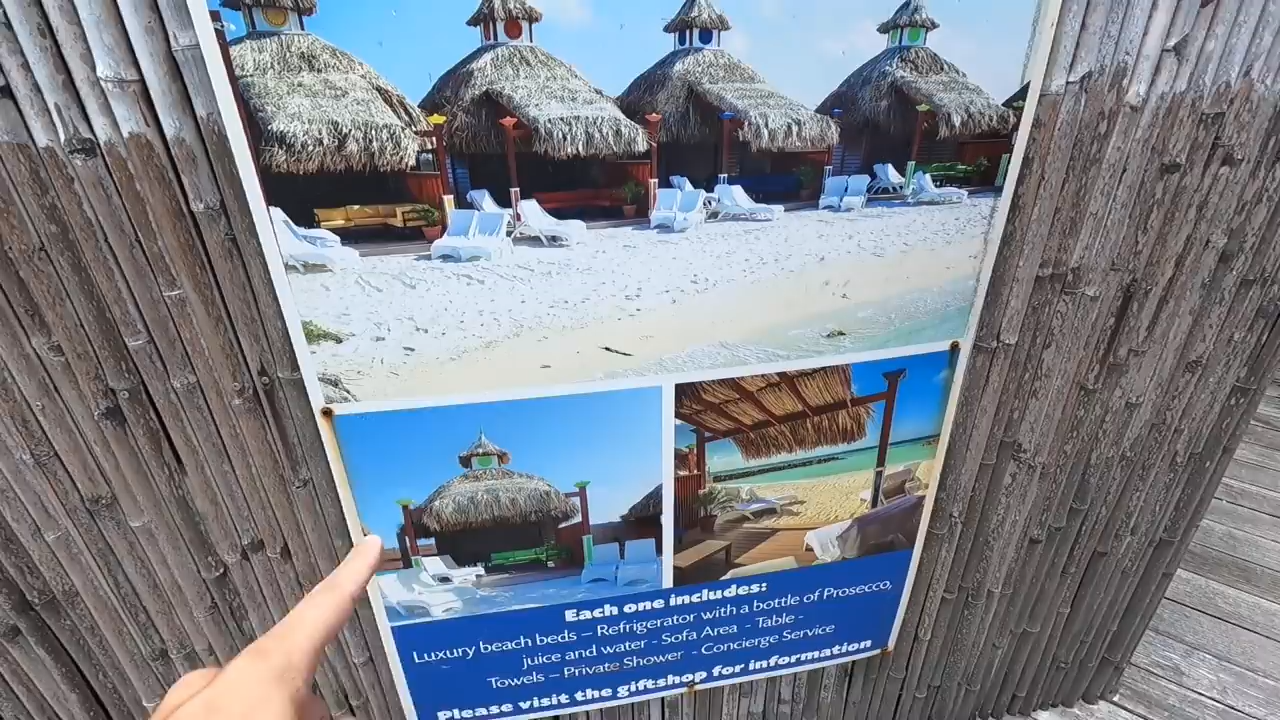 Each one includes:
Luxury beach beds – Refrigerator with a bottle of Prosecco,
juice and water - Sofa Area - Table -
Towels – Private Shower - Concierge Service
Please visit the giftshop for information